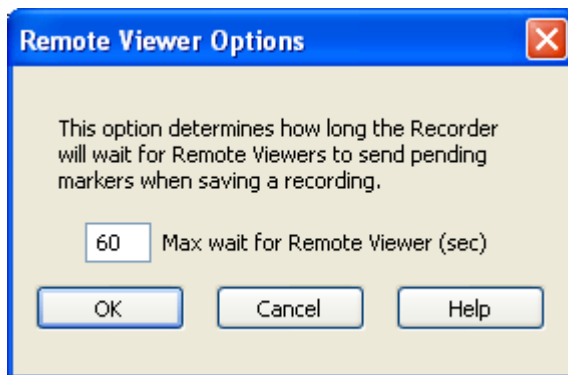 Remote Viewer Options
This option determines how long the Recorder
will wait for Remote Viewers to send pending
markers when saving a recording.
60 Max wait for Remote Viewer (sec)
OK Cancel Help